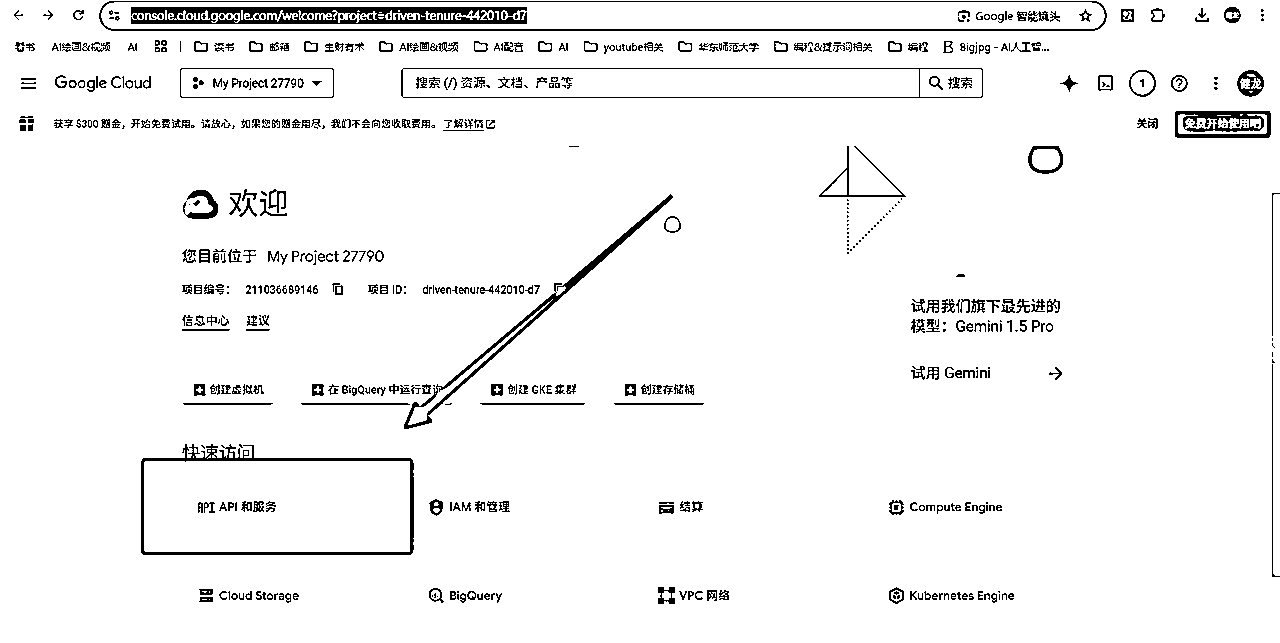 console.cloud.google.com/welcome?project=driven-tenure-442010-d7 Google 智能镜头
AI绘画&视频 AI 读书 邮箱 生财有术 AI绘画&视频 AI配音 AI youtube相关 华东师范大学 编程&提示词相关 编程 Bigjpg - AI人工智...
Google Cloud My Project 27790 搜索 (/) 资源、文档、产品等 搜索 1
获享 $300 赠金，开始免费试用。请放心，如果您的赠金用尽，我们不会向您收取费用。 了解详情 关闭 免费开始使用吧
欢迎
您目前位于 My Project 27790
项目编号： 211036689146 项目 ID： driven-tenure-442010-d7
信息中心 建议
试用我们旗下最先进的
模型：Gemini 1.5 Pro
试用 Gemini
创建虚拟机 在 BigQuery 中运行查询 创建 GKE 集群 创建存储桶
快速访问
API API 和服务 IAM 和管理 结算 Compute Engine
Cloud Storage BigQuery VPC 网络 Kubernetes Engine